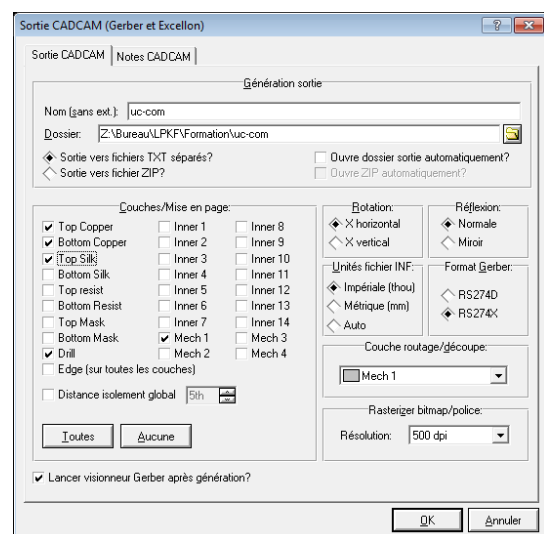 Sortie CADCAM (Gerber et Excellon)
Sortie CADCAM
Notes CADCAM
Génération sortie
Nom (sans ext.): uc-com
Dossier: Z:\Bureau\LPKF\Formation\uc-com
Sortie vers fichiers TXT séparés?
Ouvre dossier sortie automatiquement?
Sortie vers fichier ZIP?
Ouvre ZIP automatiquement?
Couches/Mise en page:
Top Copper Inner 1 Inner 8
Bottom Copper Inner 2 Inner 9
Top Silk Inner 3 Inner 10
Bottom Silk Inner 4 Inner 11
Top resist Inner 5 Inner 12
Bottom Resist Inner 6 Inner 13
Top Mask Inner 7 Inner 14
Bottom Mask Mech 1 Mech 3
Drill Mech 2 Mech 4
Edge (sur toutes les couches)
Distance isolement global 5th
Toutes
Aucune
Rotation:
X horizontal
X vertical
Réflexion:
Normale
Miroir
Unités fichier INF:
Impériale (thou)
Métrique (mm)
Auto
Format Gerber:
RS274D
RS274X
Couche routage/découpe:
Mech 1
Rasterizer bitmap/police:
Résolution: 500 dpi
Lancer visionneur Gerber après génération?
OK
Annuler